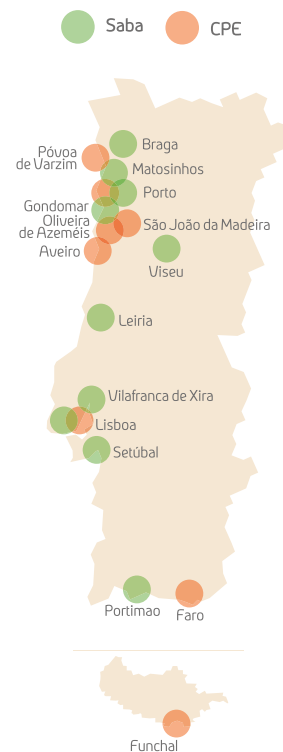 Saba
CPE
Braga
Póvoa
de Varzim
Matosinhos
Porto
Gondomar
Oliveira
de Azeméis
São João da Madeira
Aveiro
Viseu
Leiria
Vilafranca de Xira
Lisboa
Setúbal
Portimao
Faro
Funchal